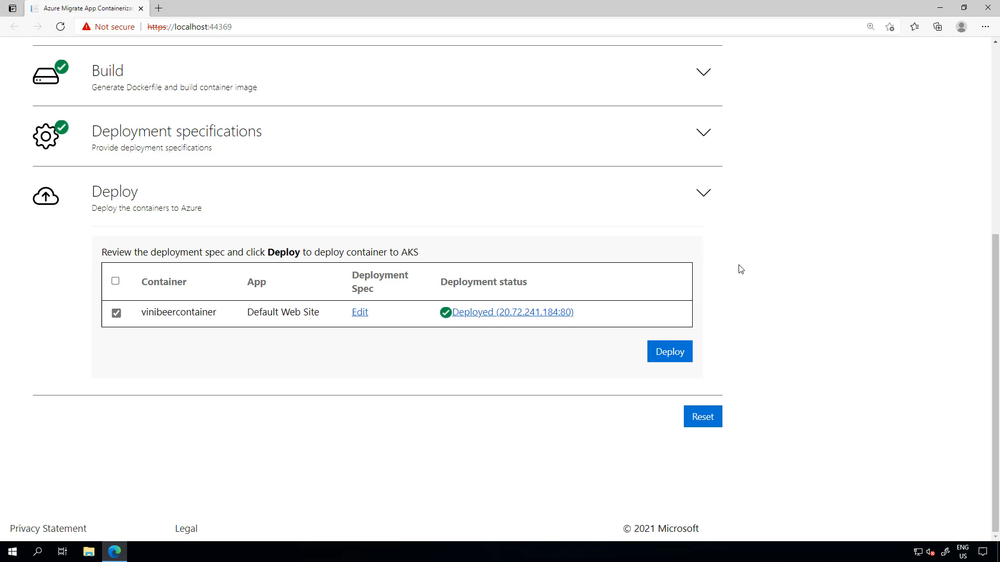 Azure Migrate App Containeriza
Not secure
https://localhost:44369
Build
Generate Dockerfile and build container image
Deployment specifications
Provide deployment specifications
Deploy
Deploy the containers to Azure
Review the deployment spec and click Deploy to deploy container to AKS
Container App Deployment Spec Deployment status
vinibeercontainer Default Web Site Edit Deployed (20.72.241.184:80)
Deploy
Reset
Privacy Statement Legal © 2021 Microsoft
ENG
US